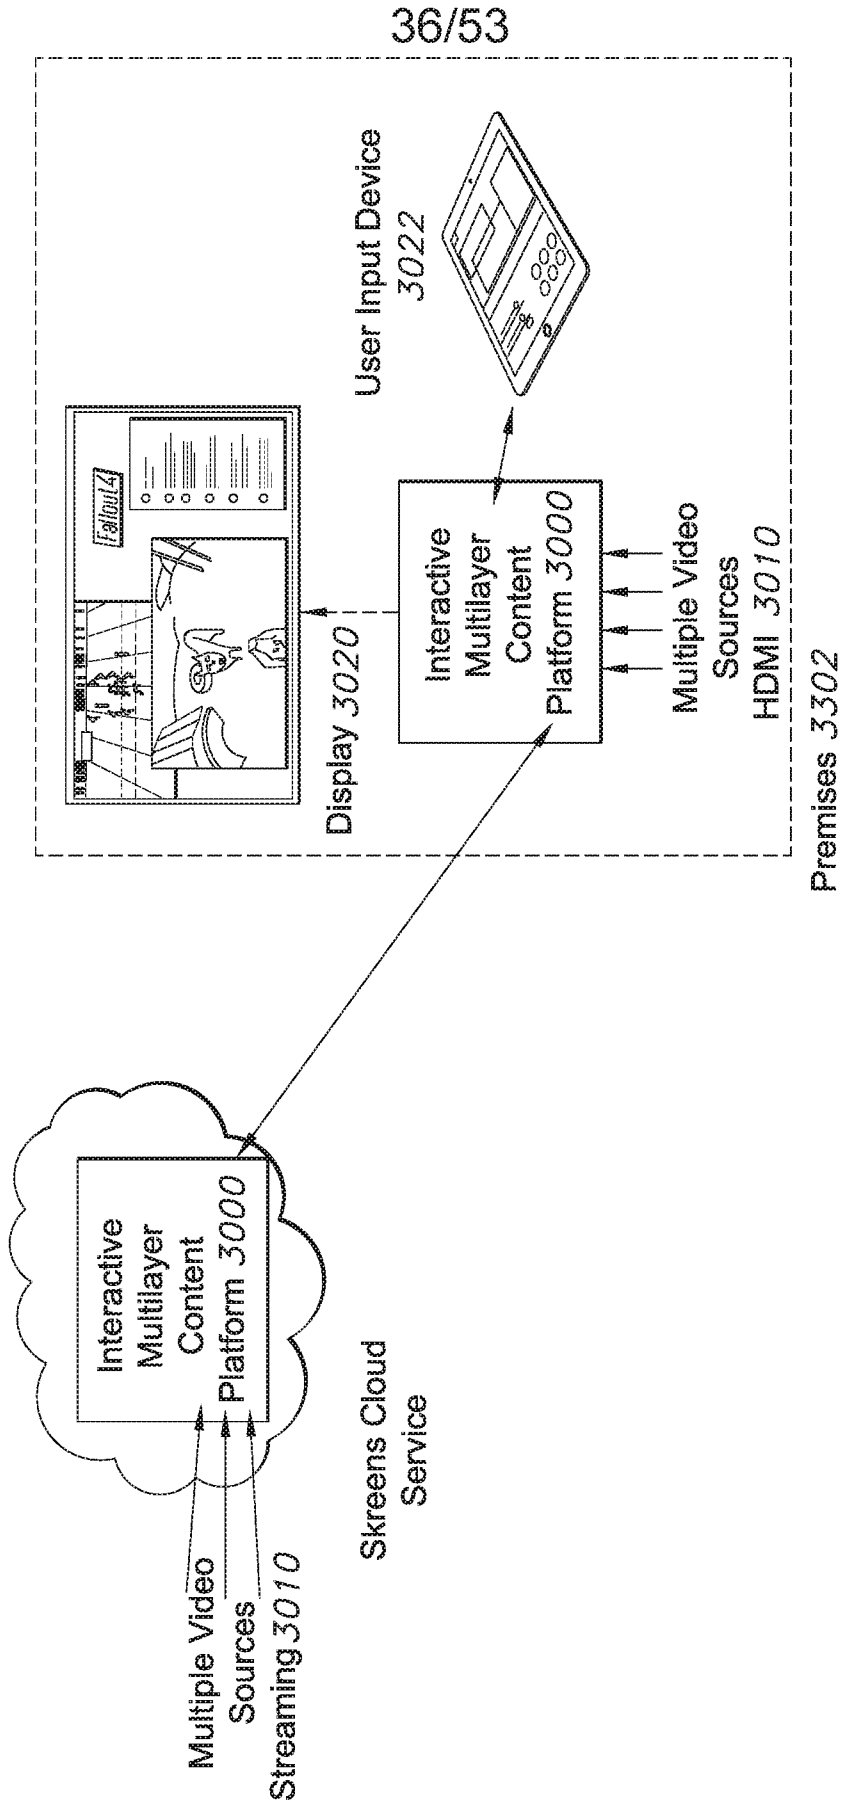 36/53
Multiple Video
Sources
Streaming 3010
Interactive
Multilayer
Content
Platform 3000
Skreens Cloud
Service
Fallout4
Display 3020
User Input Device
3022
Interactive
Multilayer
Content
Platform 3000
Multiple Video
Sources
HDMI 3010
Premises 3302